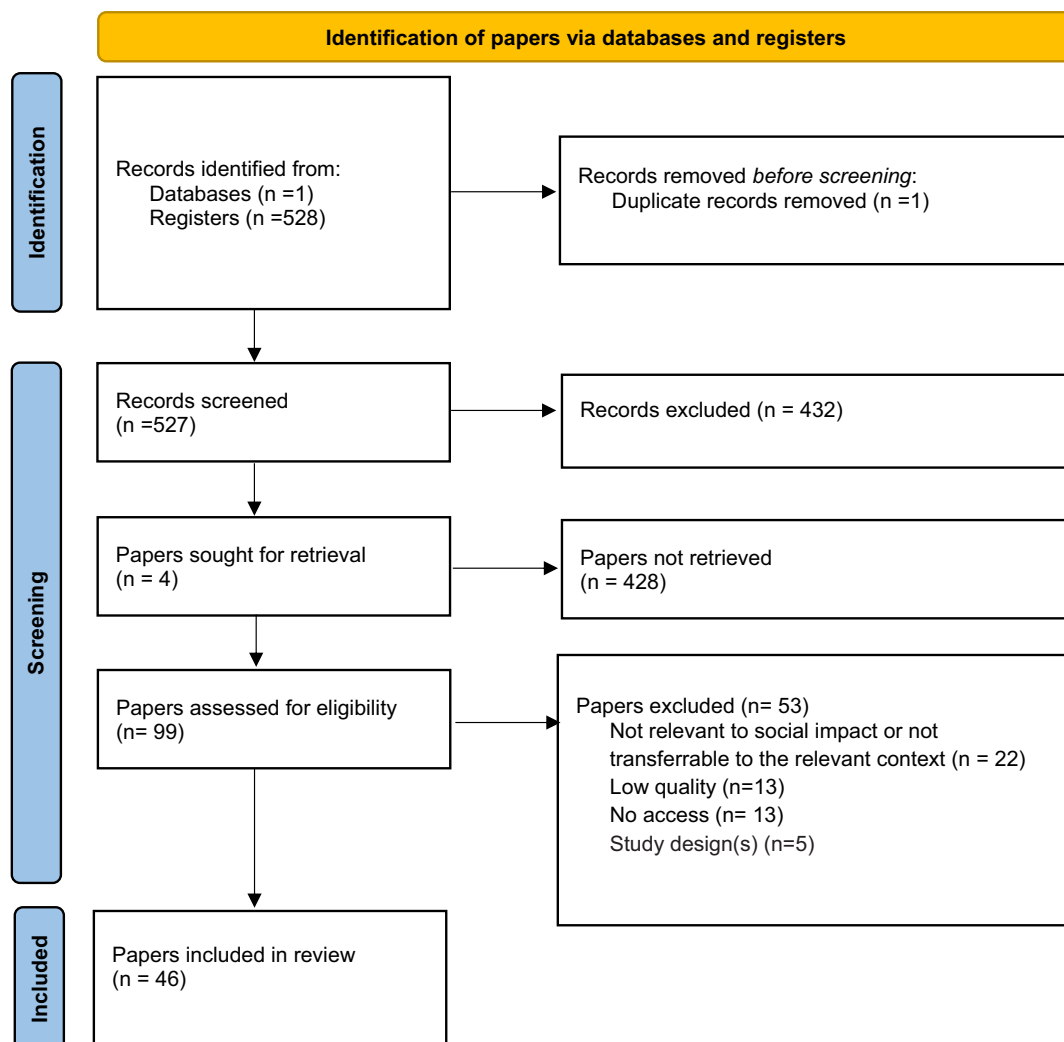 Identification of papers via databases and registers
Identification
Records identified from:
Databases (n =1)
Registers (n =528)
Records removed before screening:
Duplicate records removed (n =1)
Screening
Records screened
(n =527)
Records excluded (n = 432)
Papers sought for retrieval
(n = 4)
Papers not retrieved
(n = 428)
Papers assessed for eligibility
(n= 99)
Papers excluded (n= 53)
Not relevant to social impact or not
transferrable to the relevant context (n = 22)
Low quality (n=13)
No access (n= 13)
Study design(s) (n=5)
Included
Papers included in review
(n = 46)